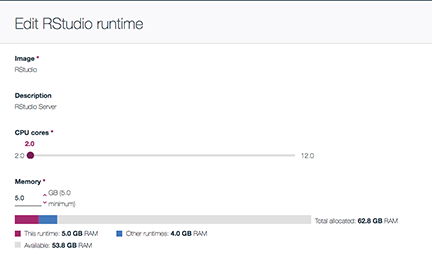 Edit RStudio runtime
Image *
RStudio
Description
RStudio Server
CPU cores *
2.0
2.0 12.0
Memory *
5.0 GB (5.0
minimum)
Total allocated: 62.8 GB RAM
This runtime: 5.0 GB RAM Other runtimes: 4.0 GB RAM
Available: 53.8 GB RAM